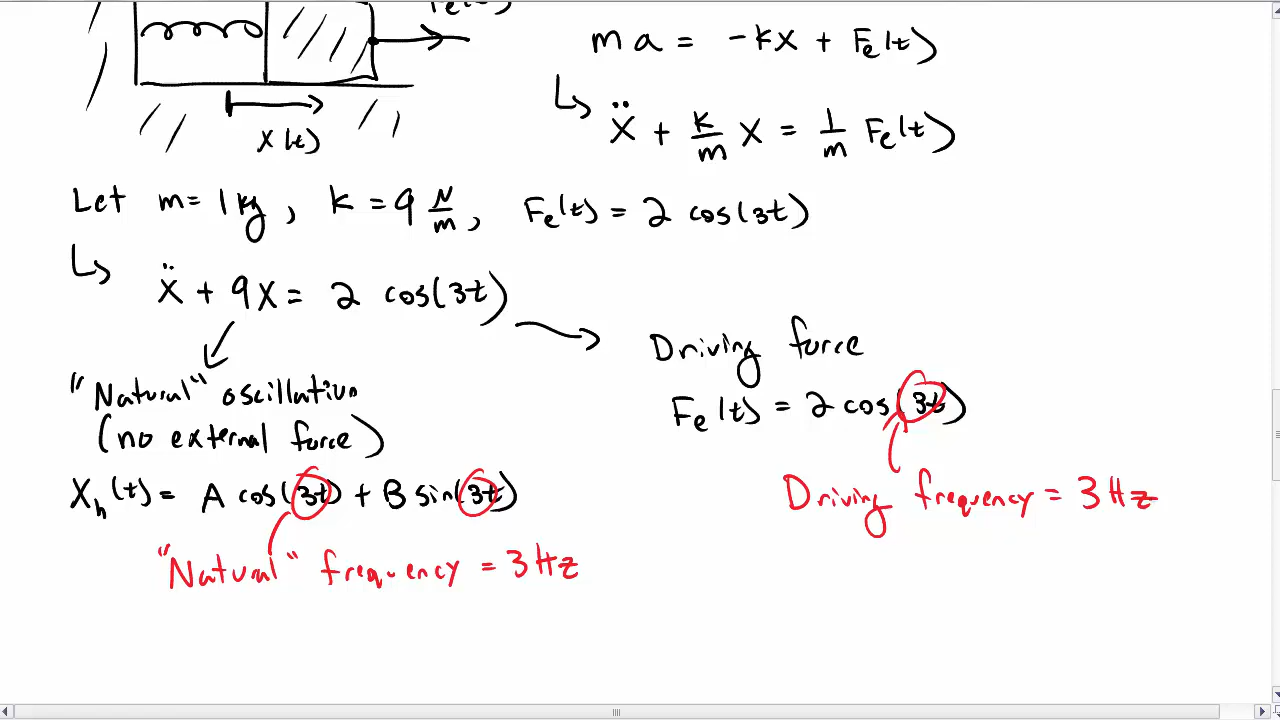 ma = -kx + Fe(t)
ẍ + k/m x = 1/m Fe(t)
x(t)
Let m = 1 kg, k = 9 N/m, Fe(t) = 2 cos(3t)
ẍ + 9x = 2 cos(3t)
Driving force
Fe(t) = 2 cos(3t)
Driving frequency = 3 Hz
"Natural" oscillation
(no external force)
Xh(t) = A cos(3t) + B sin(3t)
"Natural" frequency = 3 Hz